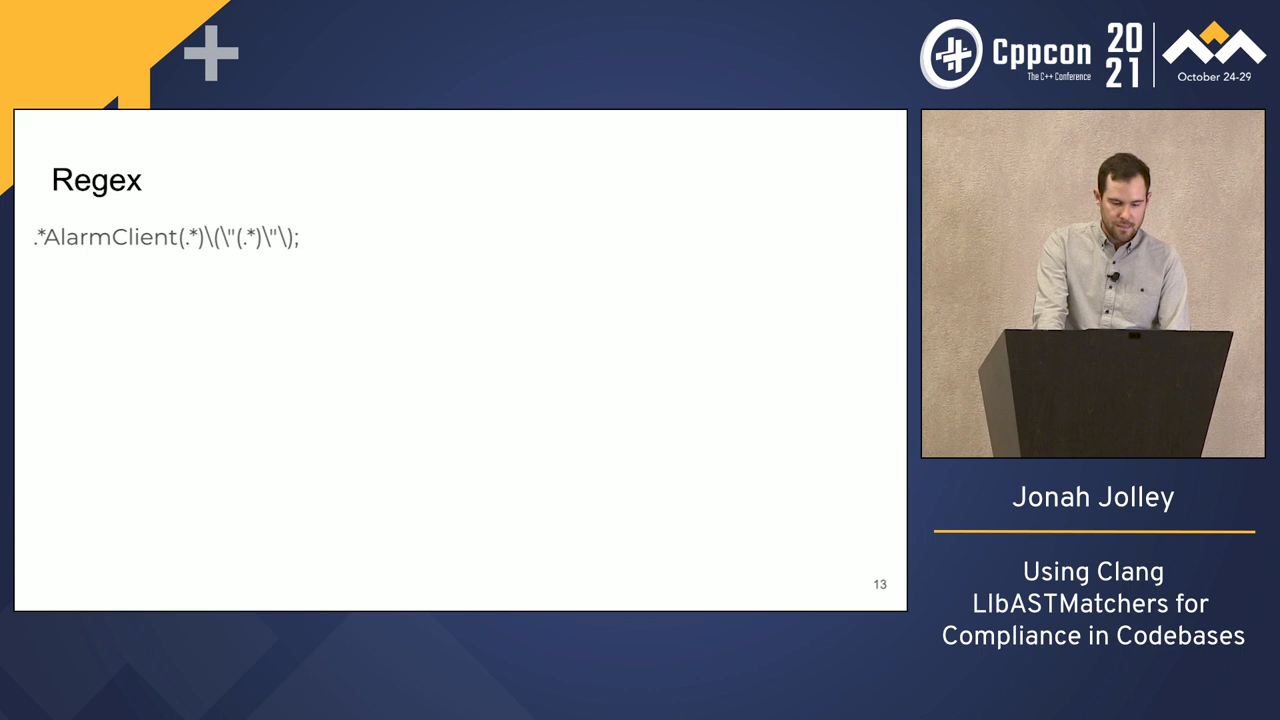 Cppcon
The C++ Conference
20
21
October 24-29
Regex
.*AlarmClient(.*)\(\"(.*)\"\);
13
Jonah Jolley
Using Clang
LIbASTMatchers for
Compliance in Codebases